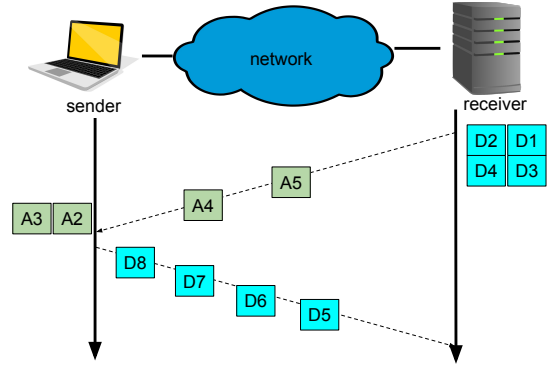 network
sender
receiver
D2 D1
D4 D3
A5
A4
A3 A2
D8
D7
D6
D5